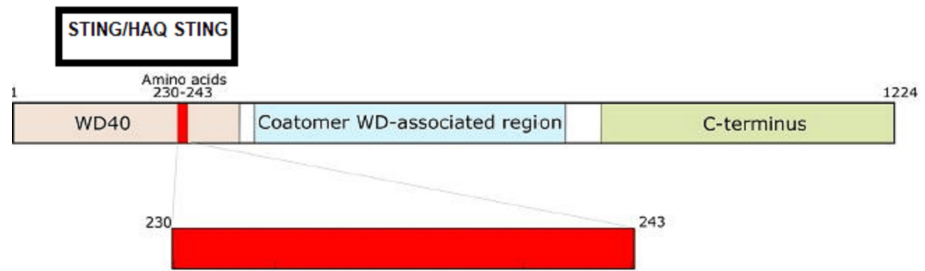 STING/HAQ STING
Amino acids
1 230-243 1224
WD40 Coatomer WD-associated region C-terminus
230 243